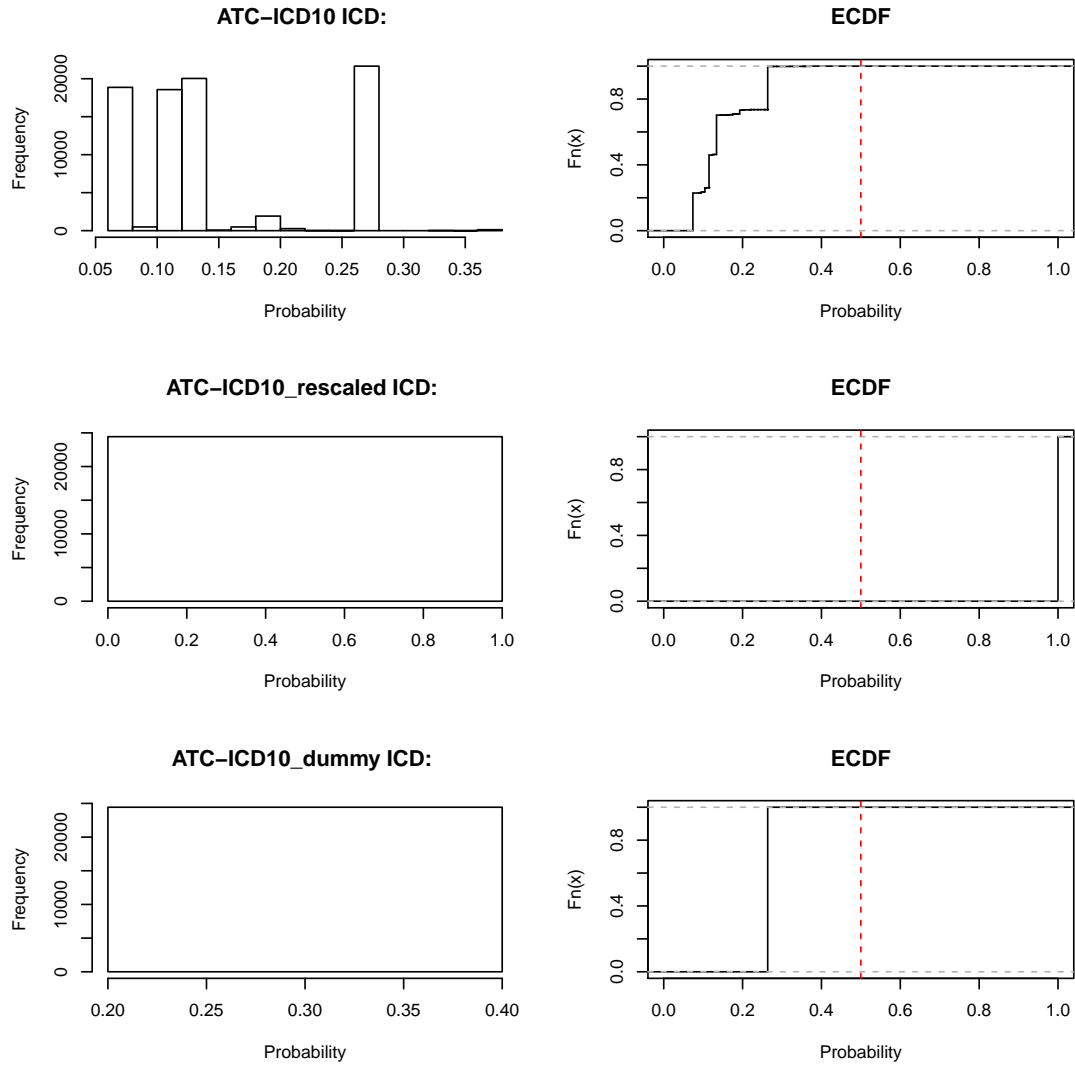 ATC−ICD10 ICD:
Frequency
0 10000 20000
0.05 0.10 0.15 0.20 0.25 0.30 0.35
Probability
ECDF
Fn(x)
0.0 0.4 0.8
0.0 0.2 0.4 0.6 0.8 1.0
Probability
ATC−ICD10_rescaled ICD:
Frequency
0 10000 20000
0.0 0.2 0.4 0.6 0.8 1.0
Probability
ECDF
Fn(x)
0.0 0.4 0.8
0.0 0.2 0.4 0.6 0.8 1.0
Probability
ATC−ICD10_dummy ICD:
Frequency
0 10000 20000
0.20 0.25 0.30 0.35 0.40
Probability
ECDF
Fn(x)
0.0 0.4 0.8
0.0 0.2 0.4 0.6 0.8 1.0
Probability